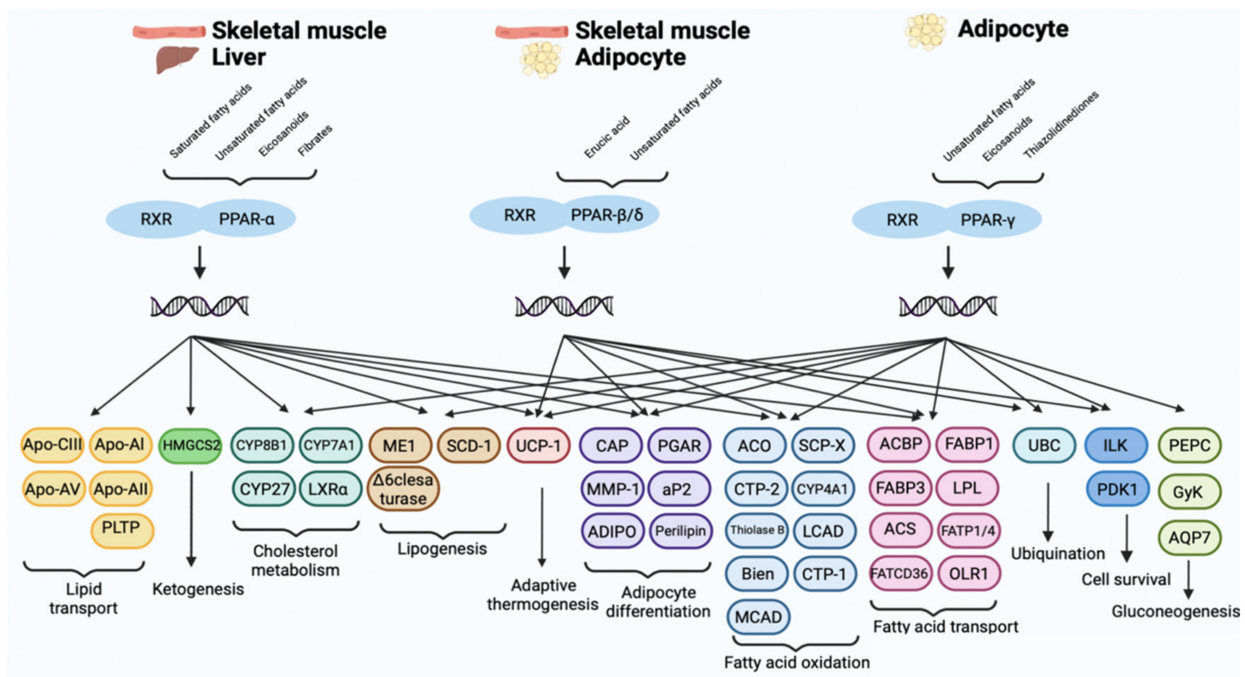 Skeletal muscle
Liver
Skeletal muscle
Adipocyte
Adipocyte
Saturated fatty acids
Unsaturated fatty acids
Eicosanoids
Fibrates
Erucic acid
Unsaturated fatty acids
Unsaturated fatty acids
Eicosanoids
Thiazolidinediones
RXR
PPAR-α
RXR
PPAR-β/δ
RXR
PPAR-γ
Apo-CIII
Apo-AI
Apo-AV
Apo-AII
PLTP
Lipid
transport
HMGCS2
Ketogenesis
CYP8B1
CYP7A1
CYP27
LXRα
Cholesterol
metabolism
ME1
SCD-1
Δ6clesa
turase
Lipogenesis
UCP-1
Adaptive
thermogenesis
CAP
PGAR
MMP-1
aP2
ADIPO
Perilipin
Adipocyte
differentiation
ACO
SCP-X
CTP-2
CYP4A1
Thiolase B
LCAD
Bien
CTP-1
MCAD
Fatty acid oxidation
ACBP
FABP1
FABP3
LPL
ACS
FATP1/4
FATCD36
OLR1
Fatty acid transport
UBC
Ubiquination
ILK
PDK1
Cell survival
PEPC
GyK
AQP7
Gluconeogenesis